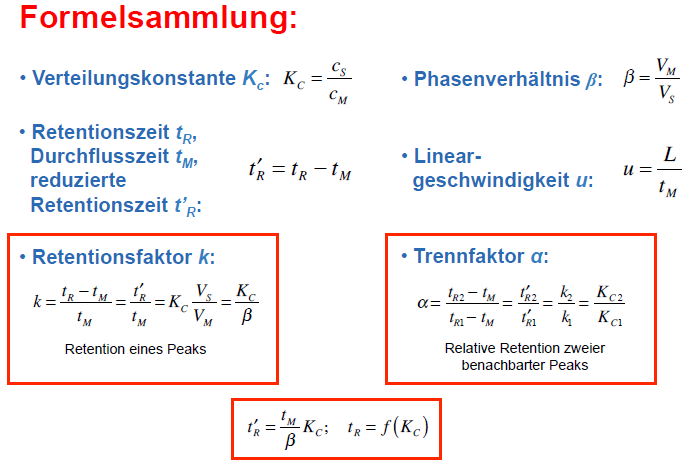 Formelsammlung:
• Verteilungskonstante K_c: K_C = c_S / c_M
• Phasenverhältnis β: β = V_M / V_S
• Retentionszeit t_R,
Durchflusszeit t_M,
reduzierte
Retentionszeit t'_R:
t'_R = t_R − t_M
• Linear-
geschwindigkeit u:
u = L / t_M
• Retentionsfaktor k:
k = (t_R − t_M) / t_M = t'_R / t_M = K_C V_S / V_M = K_C / β
Retention eines Peaks
• Trennfaktor α:
α = (t_R2 − t_M) / (t_R1 − t_M) = t'_R2 / t'_R1 = k_2 / k_1 = K_C2 / K_C1
Relative Retention zweier
benachbarter Peaks
t'_R = t_M / β K_C; t_R = f(K_C)